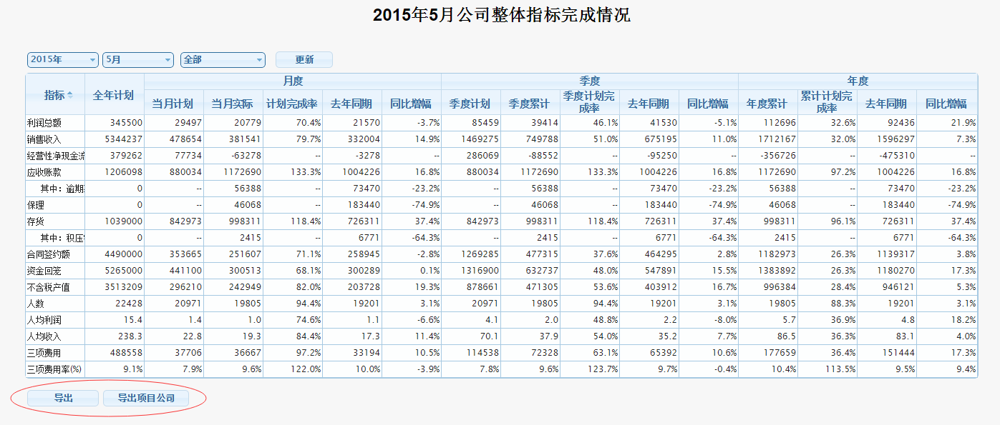 2015年5月公司整体指标完成情况
2015年 5月 全部 更新
指标 全年计划 月度 季度 年度
当月计划 当月实际 计划完成率 去年同期 同比增幅 季度计划 季度累计 季度计划完成率 去年同期 同比增幅 年度累计 累计计划完成率 去年同期 同比增幅
利润总额 345500 29497 20779 70.4% 21570 -3.7% 85459 39414 46.1% 41530 -5.1% 112696 32.6% 92436 21.9%
销售收入 5344237 478654 381541 79.7% 332004 14.9% 1469275 749788 51.0% 675195 11.0% 1712167 32.0% 1596297 7.3%
经营性净现金流 379262 77734 -63278 -- -3278 -- 286069 -88552 -- -95250 -- -356726 -- -475310 --
应收账款 1206098 880034 1172690 133.3% 1004226 16.8% 880034 1172690 133.3% 1004226 16.8% 1172690 97.2% 1004226 16.8%
其中：逾期 0 -- 56388 -- 73470 -23.2% -- 56388 -- 73470 -23.2% 56388 -- 73470 -23.2%
保理 0 -- 46068 -- 183440 -74.9% -- 46068 -- 183440 -74.9% 46068 -- 183440 -74.9%
存货 1039000 842973 998311 118.4% 726311 37.4% 842973 998311 118.4% 726311 37.4% 998311 96.1% 726311 37.4%
其中：积压 0 -- 2415 -- 6771 -64.3% -- 2415 -- 6771 -64.3% 2415 -- 6771 -64.3%
合同签约额 4490000 353665 251607 71.1% 258945 -2.8% 1269285 477315 37.6% 464295 2.8% 1182973 26.3% 1139317 3.8%
资金回笼 5265000 441100 300513 68.1% 300289 0.1% 1316900 632737 48.0% 547891 15.5% 1383892 26.3% 1180270 17.3%
不含税产值 3513209 296210 242949 82.0% 203728 19.3% 878661 471305 53.6% 403912 16.7% 996384 28.4% 946121 5.3%
人数 22428 20971 19805 94.4% 19201 3.1% 20971 19805 94.4% 19201 3.1% 19805 88.3% 19201 3.1%
人均利润 15.4 1.4 1.0 74.6% 1.1 -6.6% 4.1 2.0 48.8% 2.2 -8.0% 5.7 36.9% 4.8 18.2%
人均收入 238.3 22.8 19.3 84.4% 17.3 11.4% 70.1 37.9 54.0% 35.2 7.7% 86.5 36.3% 83.1 4.0%
三项费用 488558 37706 36667 97.2% 33194 10.5% 114538 72328 63.1% 65392 10.6% 177659 36.4% 151444 17.3%
三项费用率(%) 9.1% 7.9% 9.6% 122.0% 10.0% -3.9% 7.8% 9.6% 123.7% 9.7% -0.4% 10.4% 113.5% 9.5% 9.4%
导出 导出项目公司